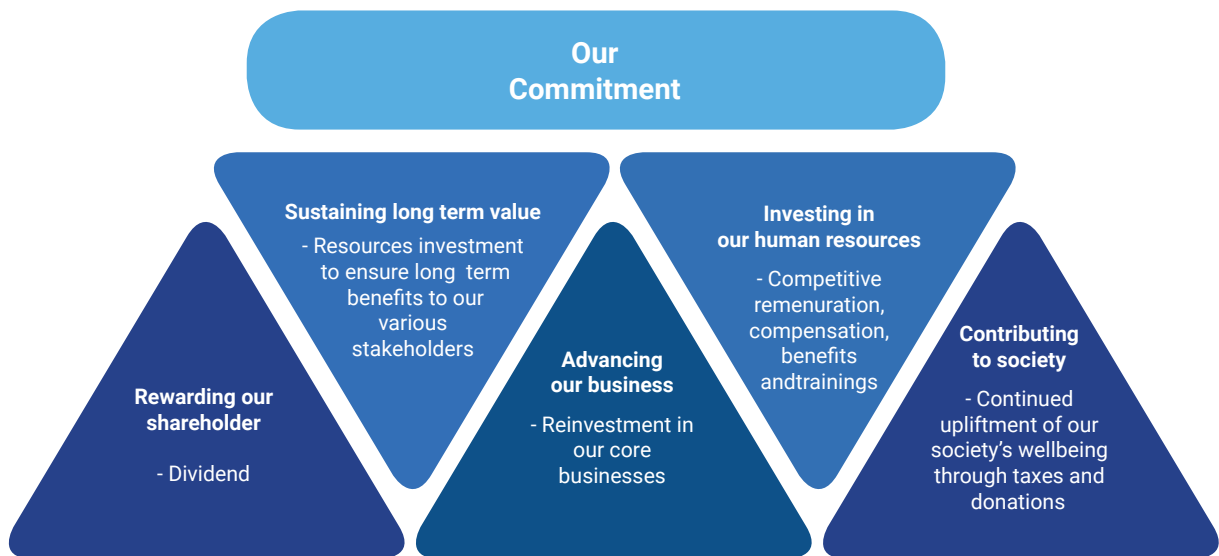 Our
Commitment
Rewarding our
shareholder
- Dividend
Sustaining long term value
- Resources investment
to ensure long term
benefits to our
various
stakeholders
Advancing
our business
- Reinvestment in
our core
businesses
Investing in
our human resources
- Competitive
remenuration,
compensation,
benefits
andtrainings
Contributing
to society
- Continued
upliftment of our
society's wellbeing
through taxes and
donations